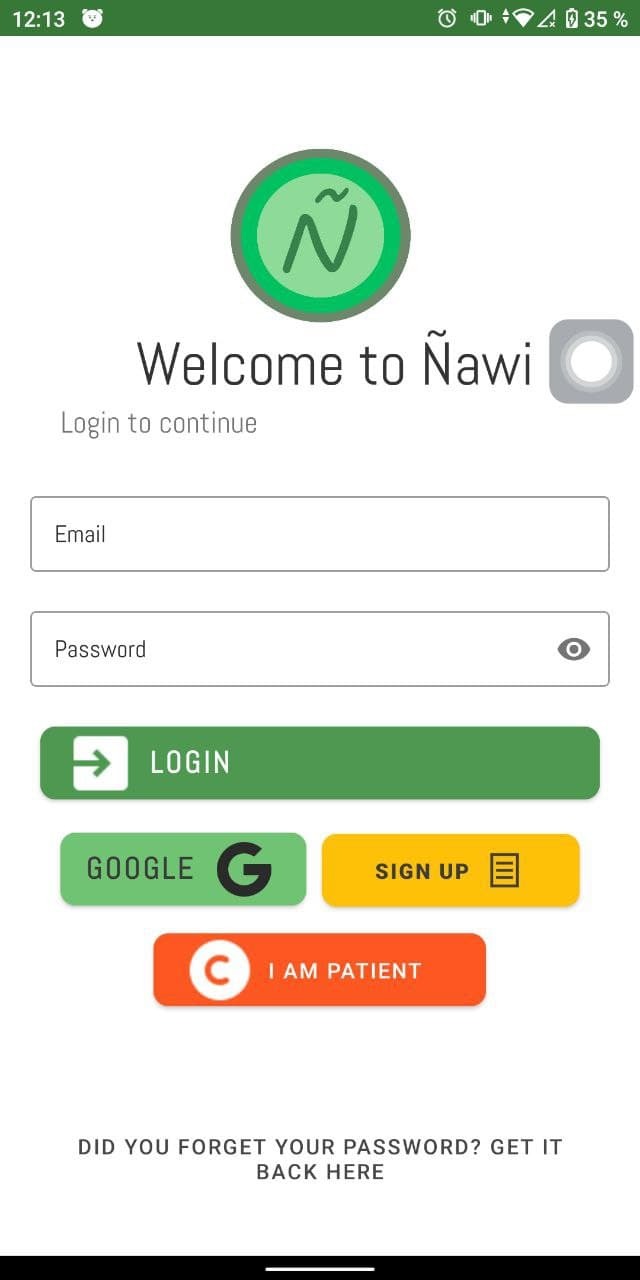 12:13
35 %
Ñ
Welcome to Ñawi
Login to continue
Email
Password
LOGIN
GOOGLE G
SIGN UP
C I AM PATIENT
DID YOU FORGET YOUR PASSWORD? GET IT
BACK HERE